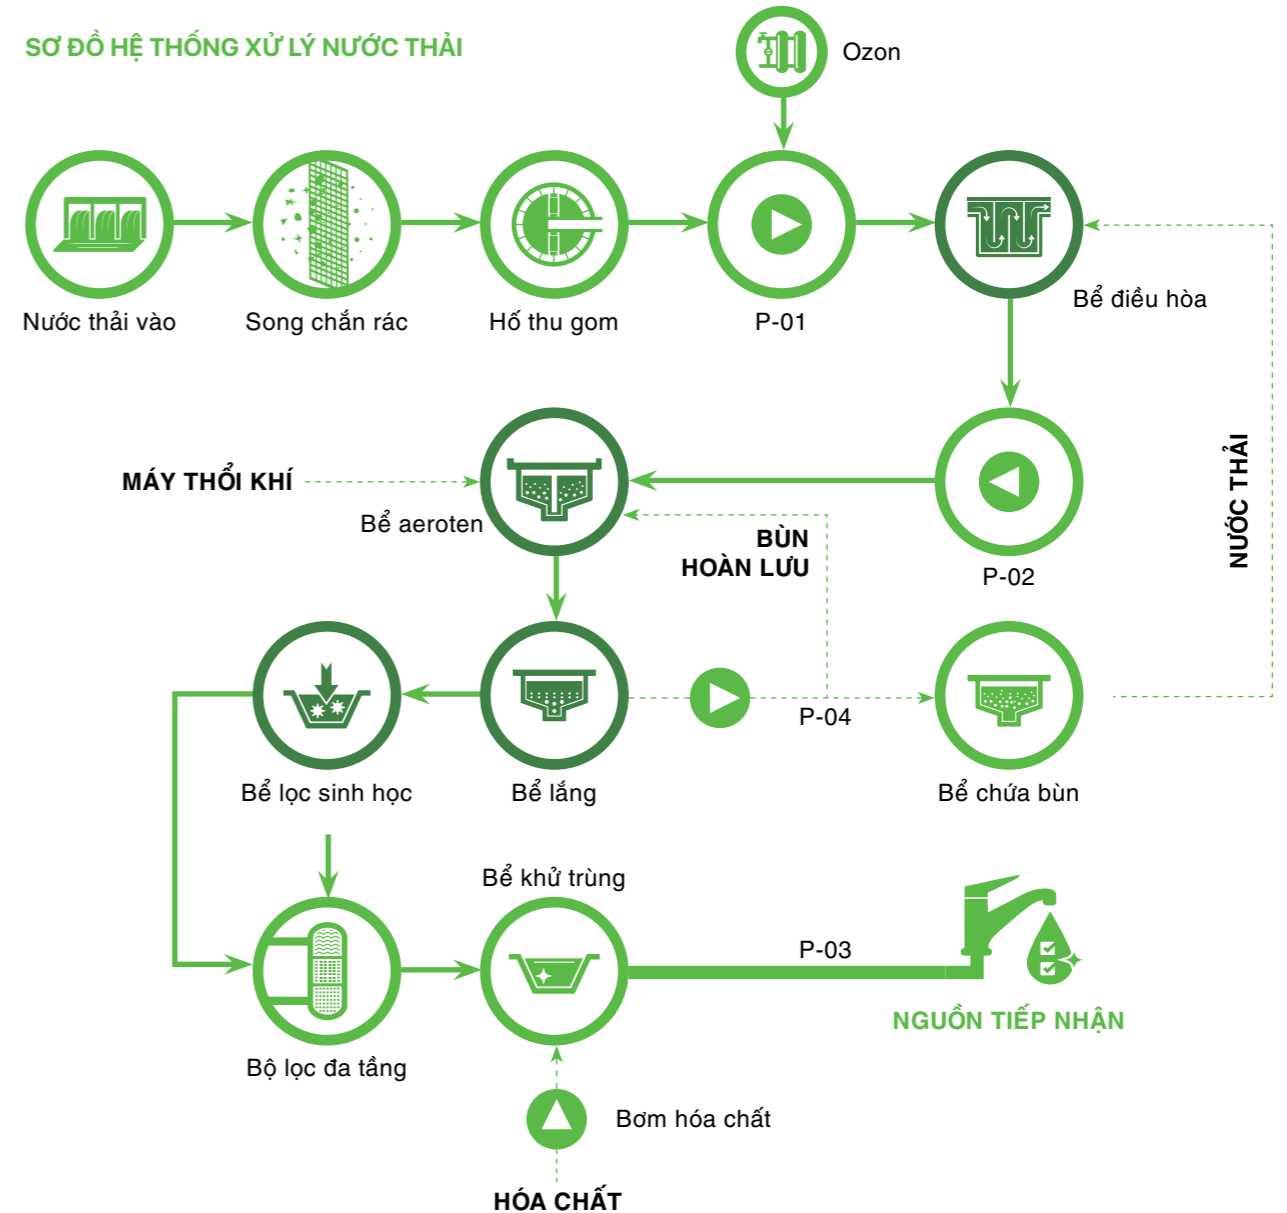 SƠ ĐỒ HỆ THỐNG XỬ LÝ NƯỚC THẢI
Ozon
Nước thải vào
Song chắn rác
Hố thu gom
P-01
Bể điều hòa
MÁY THỔI KHÍ
Bể aeroten
BÙN
HOÀN LƯU
P-02
NƯỚC THẢI
Bể lọc sinh học
Bể lắng
P-04
Bể chứa bùn
Bể khử trùng
P-03
NGUỒN TIẾP NHẬN
Bộ lọc đa tầng
Bơm hóa chất
HÓA CHẤT